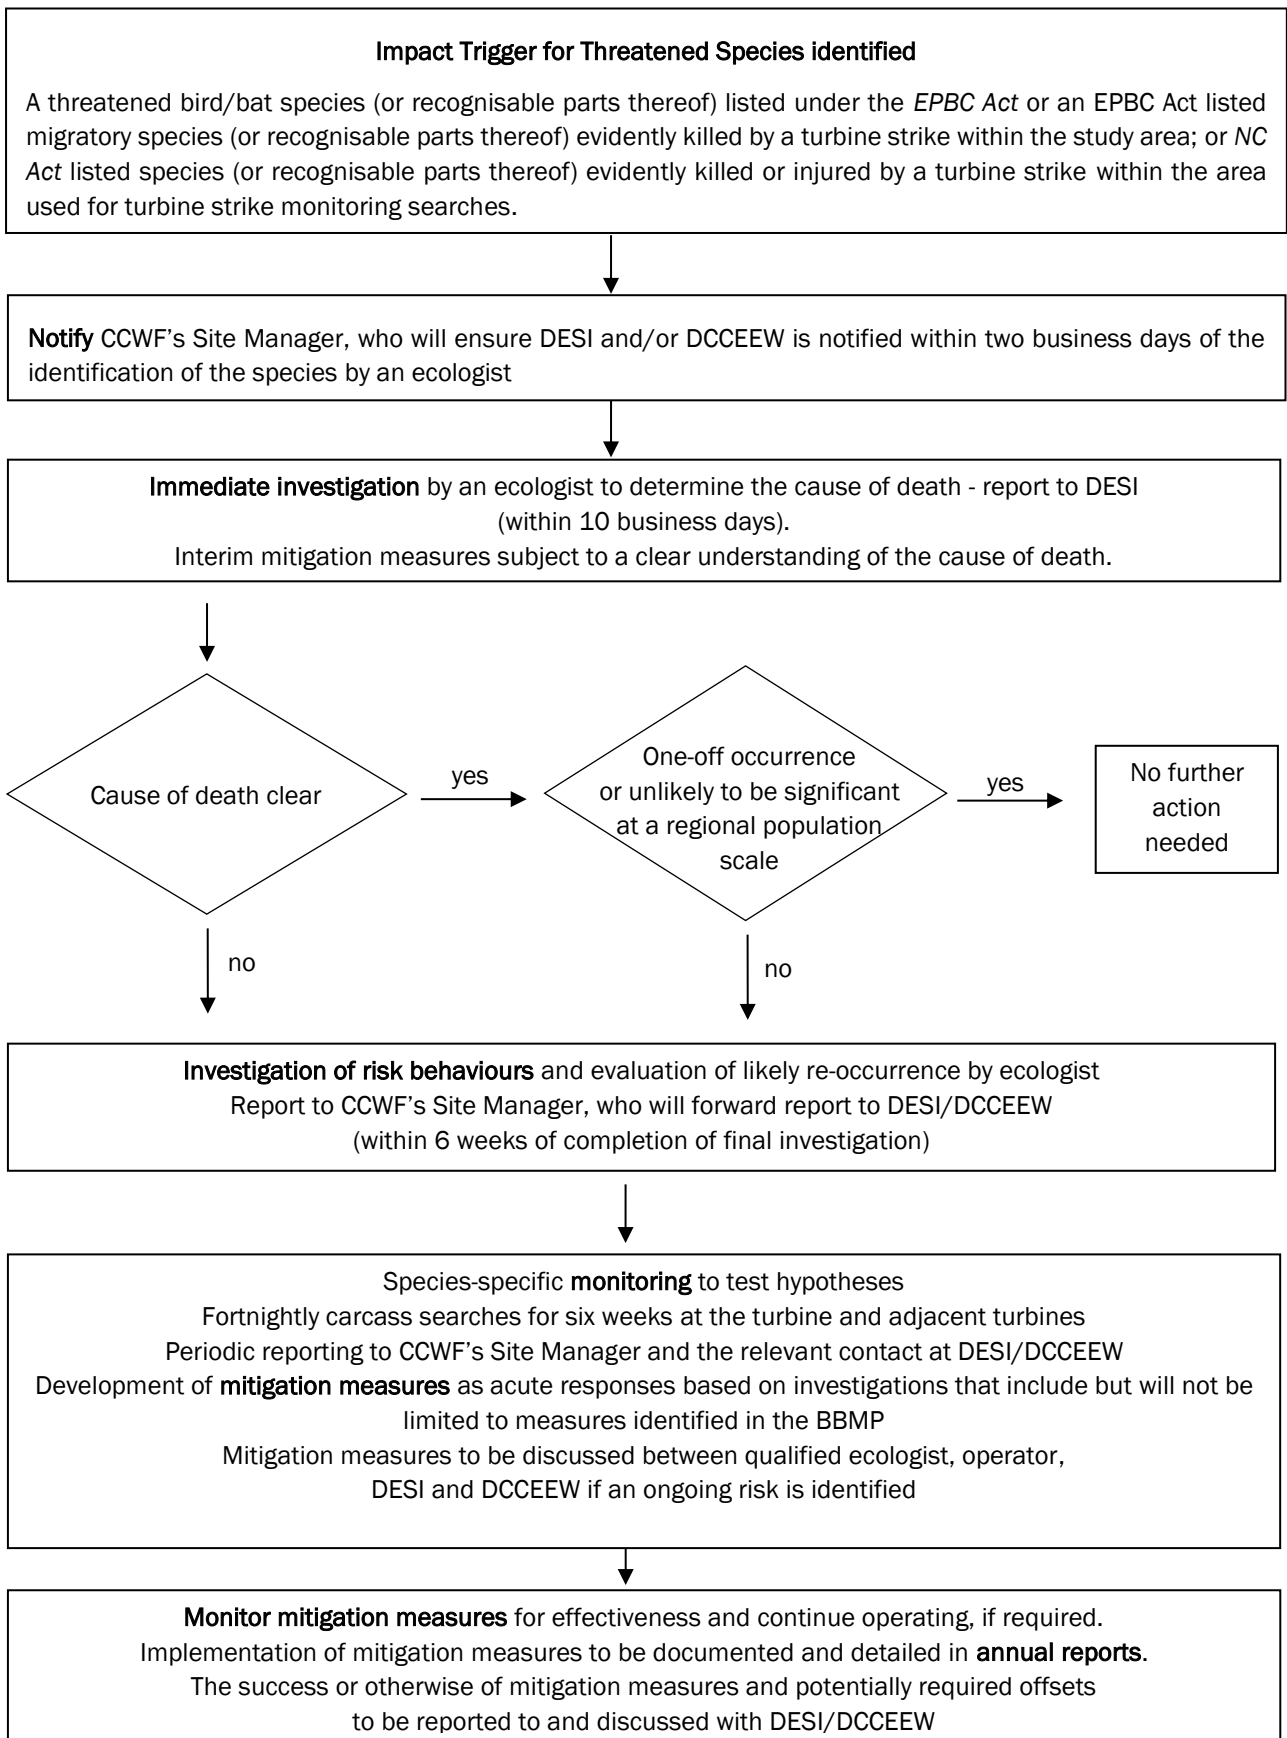 Impact Trigger for Threatened Species identified
A threatened bird/bat species (or recognisable parts thereof) listed under the EPBC Act or an EPBC Act listed
migratory species (or recognisable parts thereof) evidently killed by a turbine strike within the study area; or NC
Act listed species (or recognisable parts thereof) evidently killed or injured by a turbine strike within the area
used for turbine strike monitoring searches.
Notify CCWF's Site Manager, who will ensure DESI and/or DCCEEW is notified within two business days of the
identification of the species by an ecologist
Immediate investigation by an ecologist to determine the cause of death - report to DESI
(within 10 business days).
Interim mitigation measures subject to a clear understanding of the cause of death.
Cause of death clear
yes
One-off occurrence
or unlikely to be significant
at a regional population
scale
yes
No further
action
needed
no
no
Investigation of risk behaviours and evaluation of likely re-occurrence by ecologist
Report to CCWF's Site Manager, who will forward report to DESI/DCCEEW
(within 6 weeks of completion of final investigation)
Species-specific monitoring to test hypotheses
Fortnightly carcass searches for six weeks at the turbine and adjacent turbines
Periodic reporting to CCWF's Site Manager and the relevant contact at DESI/DCCEEW
Development of mitigation measures as acute responses based on investigations that include but will not be
limited to measures identified in the BBMP
Mitigation measures to be discussed between qualified ecologist, operator,
DESI and DCCEEW if an ongoing risk is identified
Monitor mitigation measures for effectiveness and continue operating, if required.
Implementation of mitigation measures to be documented and detailed in annual reports.
The success or otherwise of mitigation measures and potentially required offsets
to be reported to and discussed with DESI/DCCEEW